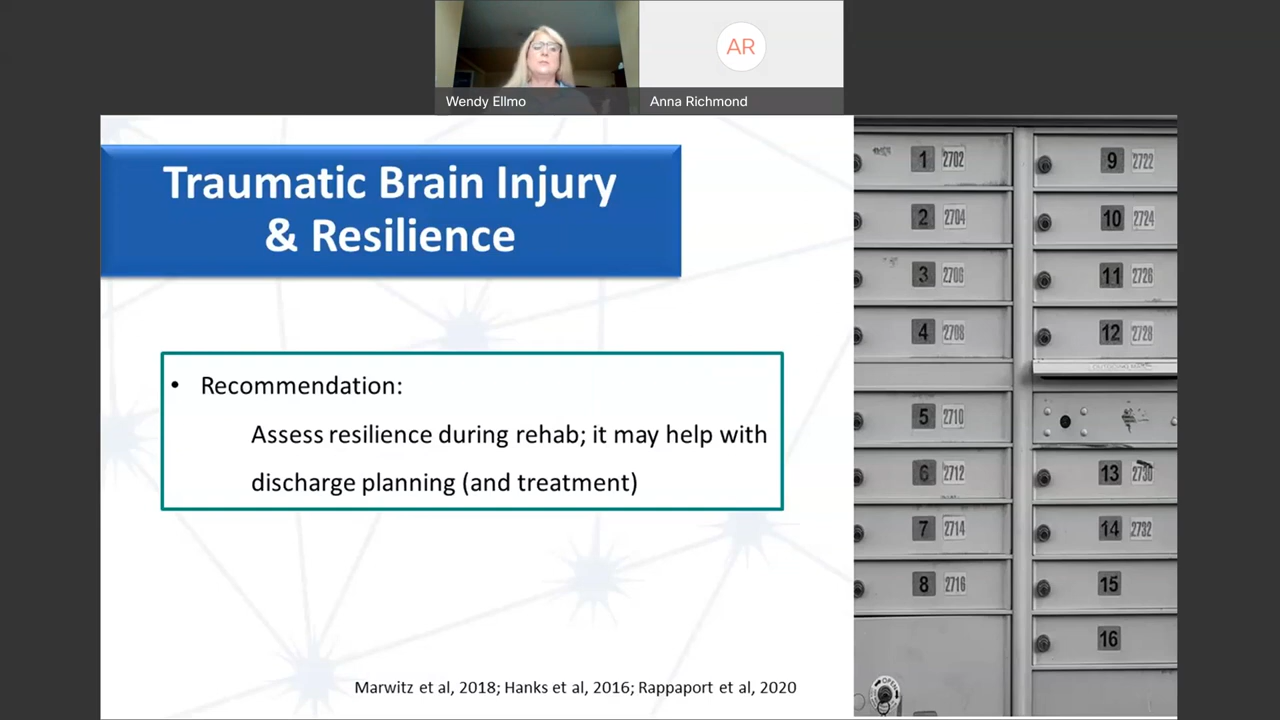 AR
Wendy Ellmo
Anna Richmond
Traumatic Brain Injury
& Resilience
• Recommendation:
Assess resilience during rehab; it may help with
discharge planning (and treatment)
Marwitz et al, 2018; Hanks et al, 2016; Rappaport et al, 2020
1 2702
2 2704
3 2706
4 2708
5 2710
6 2712
7 2714
8 2716
OPEN
9 2722
10 2724
11 2726
12 2728
13 2730
14 2732
15
16